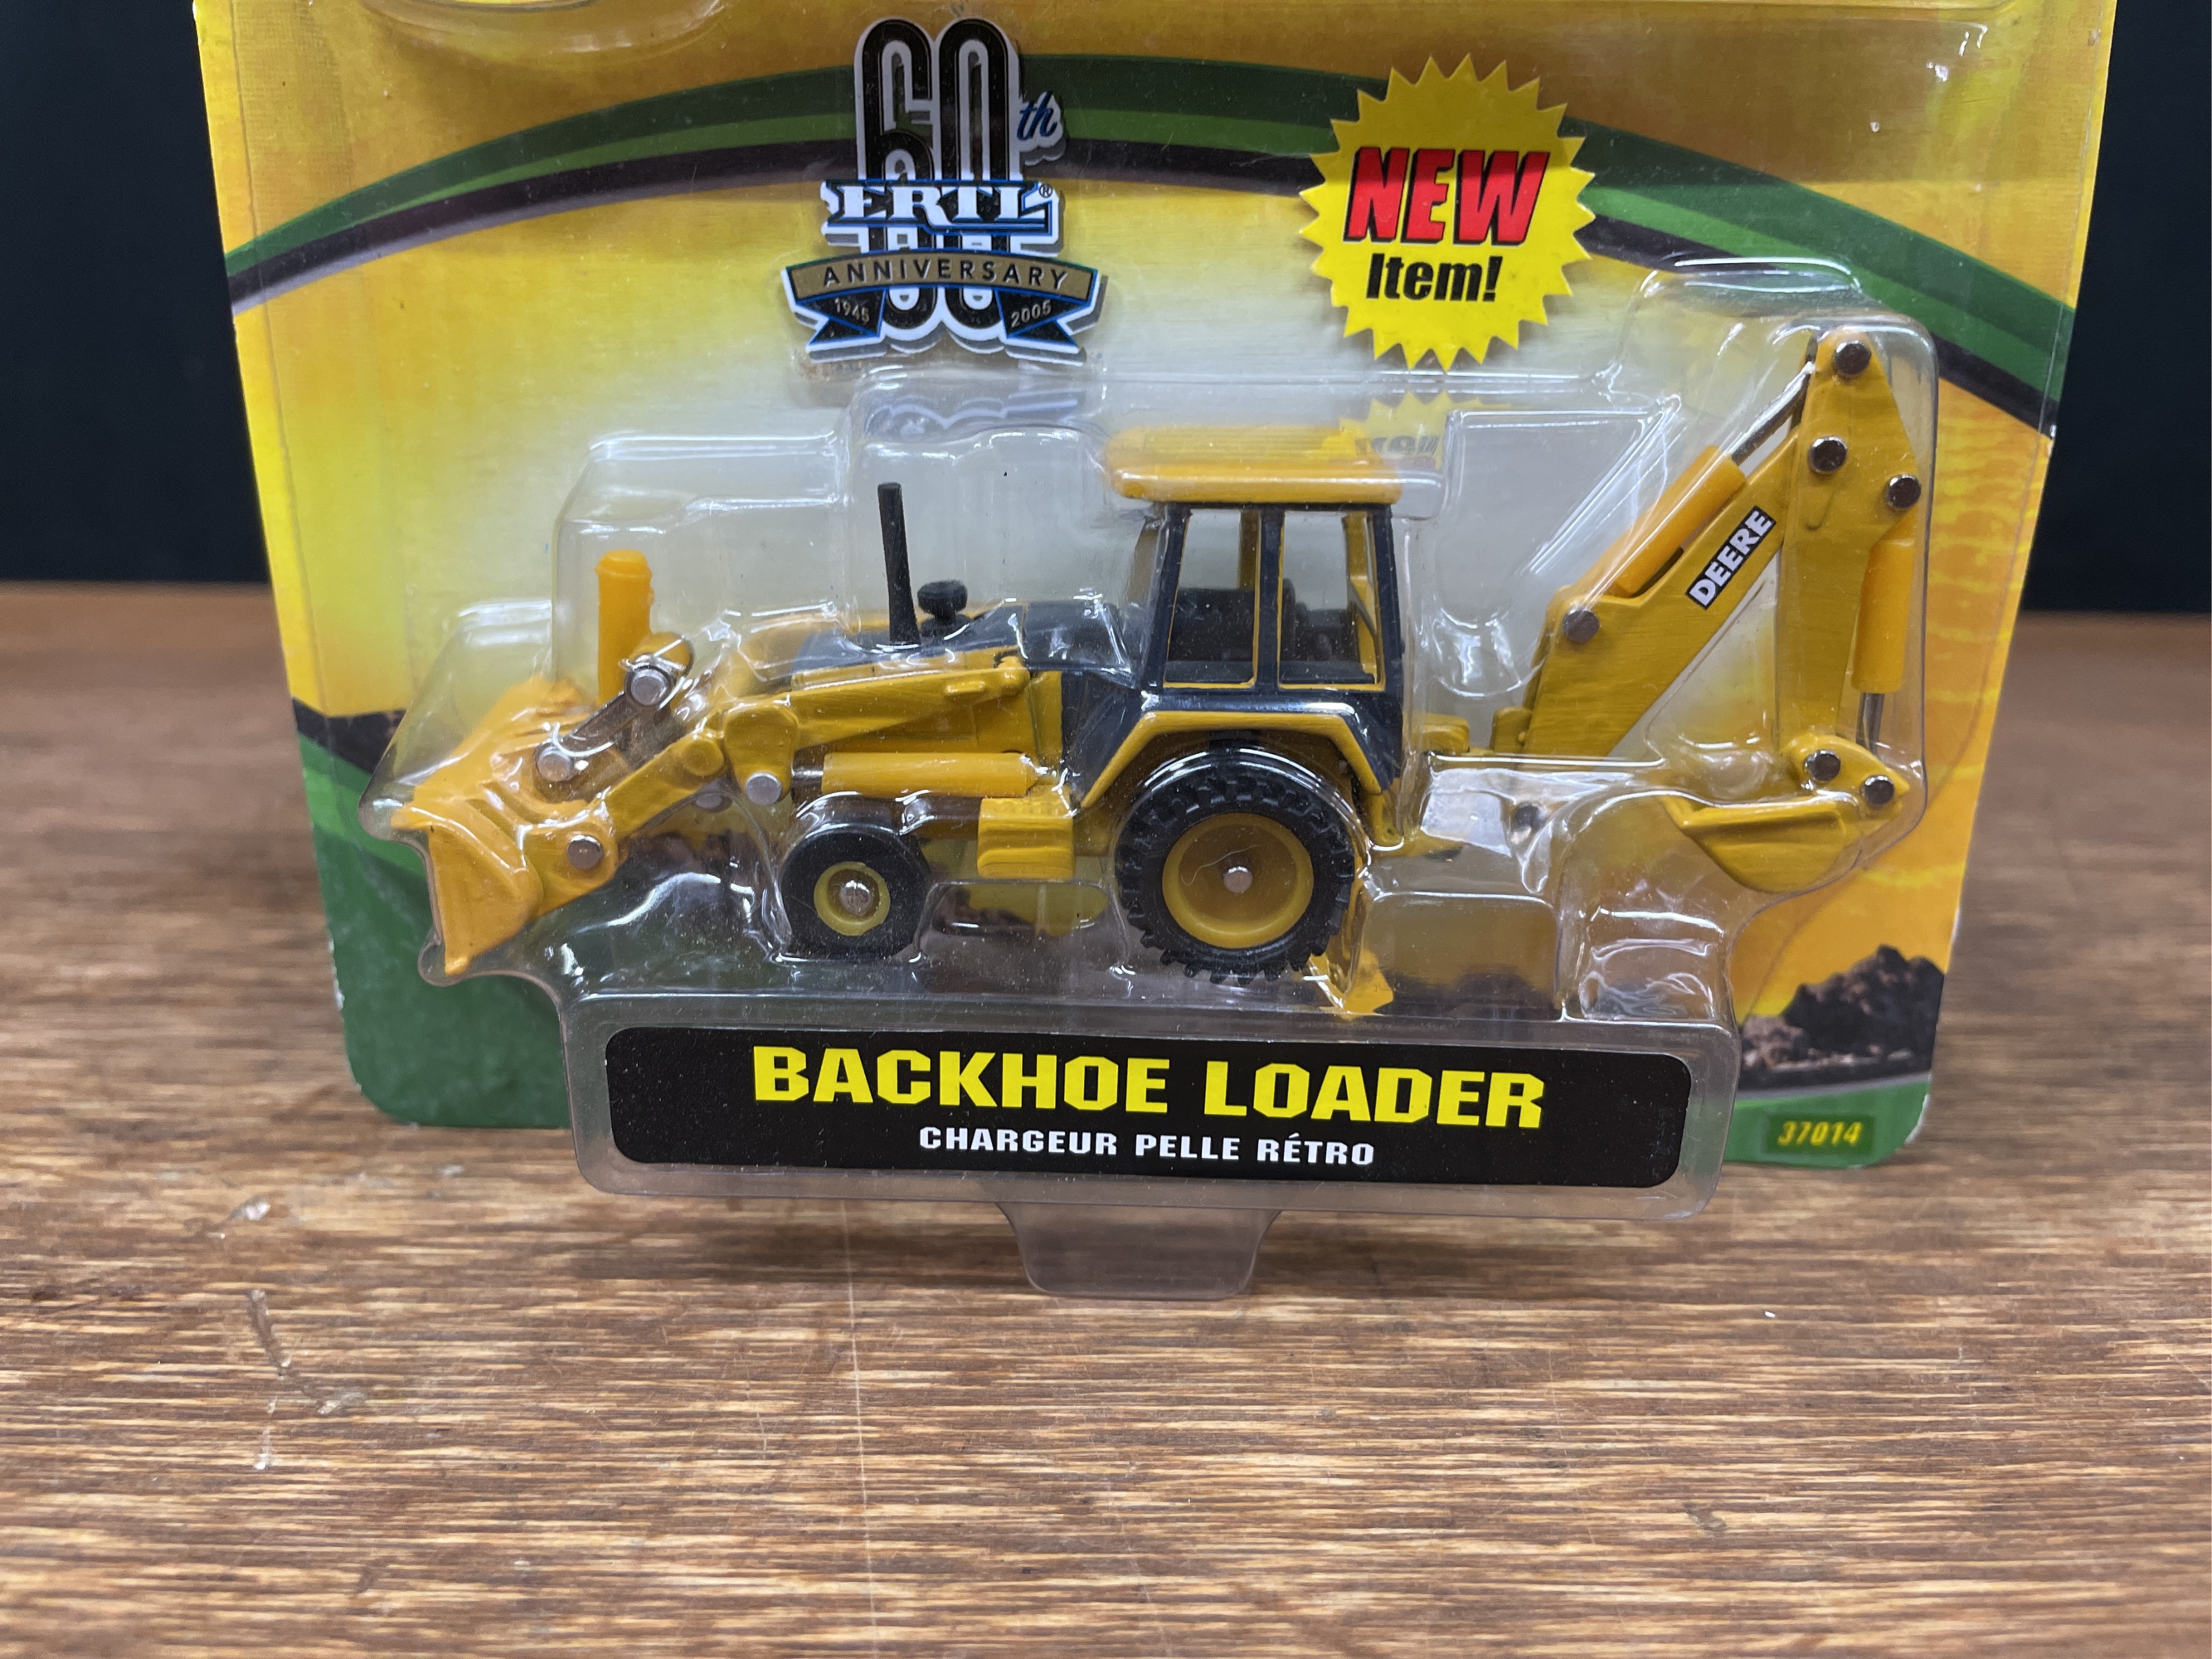 60th
ERTL®
ANNIVERSARY
1945 2005
NEW
Item!
DEERE
BACKHOE LOADER
CHARGEUR PELLE RÉTRO
37014